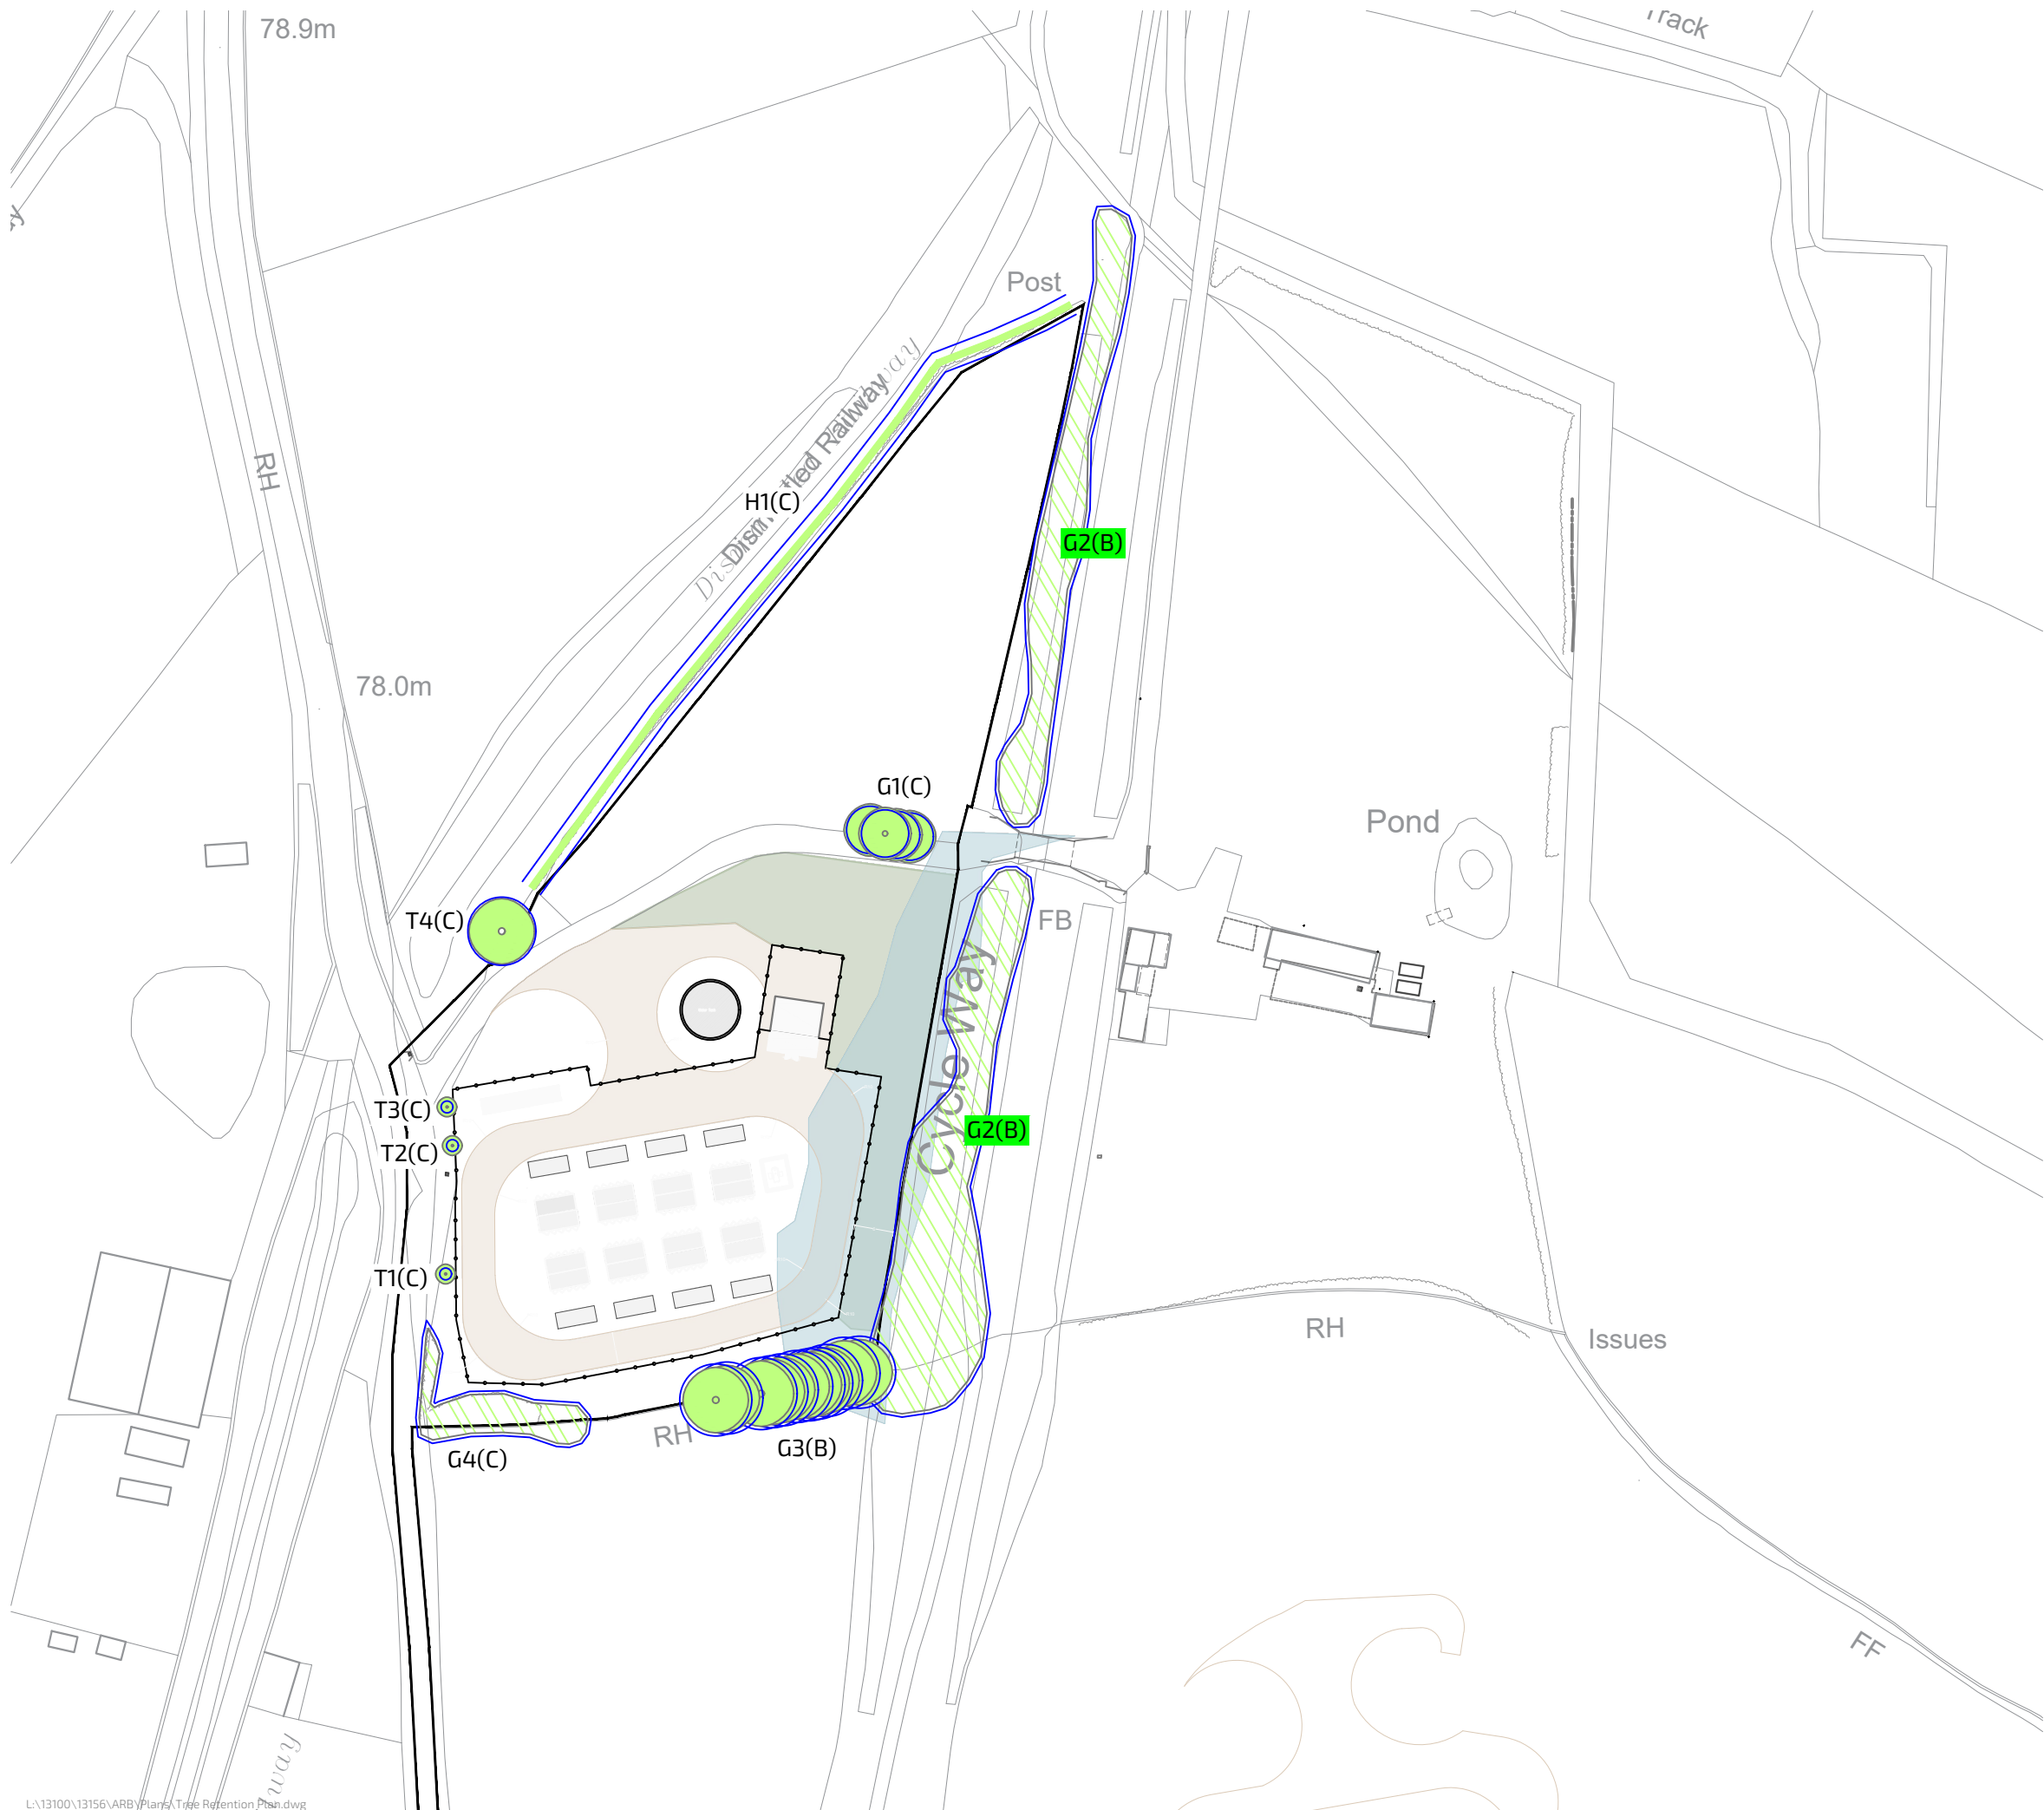 78.9m
Track
y
Post
RH
Dismantled Railway
H1(C)
G2(B)
78.0m
G1(C)
Pond
T4(C)
FB
Cycle Way
T3(C)
T2(C)
G2(B)
T1(C)
RH
Issues
RH
G3(B)
G4(C)
FF
way
L:\13100\13156\ARB\Plans\Tree Retention Plan.dwg